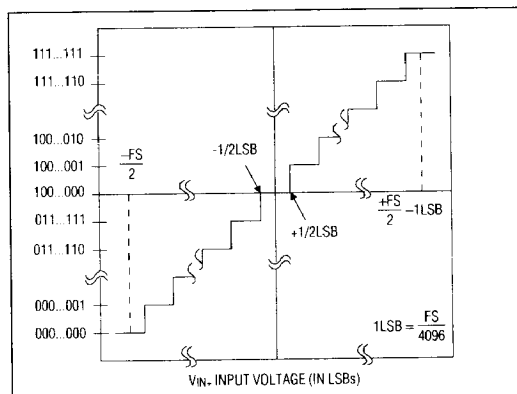 111...111
111...110
100...010
100...001
100...000
011...111
011...110
000...001
000...000
–FS
2
-1/2LSB
+1/2LSB
+FS
2
–1LSB
1LSB = FS
4096
VIN+ INPUT VOLTAGE (IN LSBs)